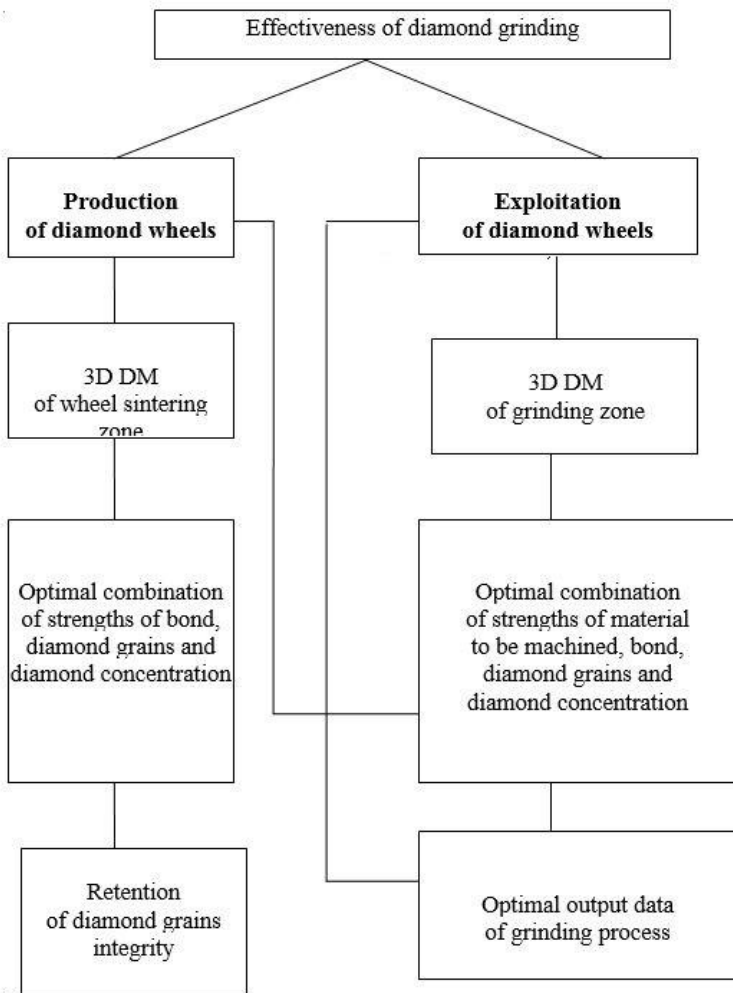 Effectiveness of diamond grinding
Production
of diamond wheels
Exploitation
of diamond wheels
3D DM
of wheel sintering
zone
3D DM
of grinding zone
Optimal combination
of strengths of bond,
diamond grains and
diamond concentration
Optimal combination
of strengths of material
to be machined, bond,
diamond grains and
diamond concentration
Retention
of diamond grains
integrity
Optimal output data
of grinding process